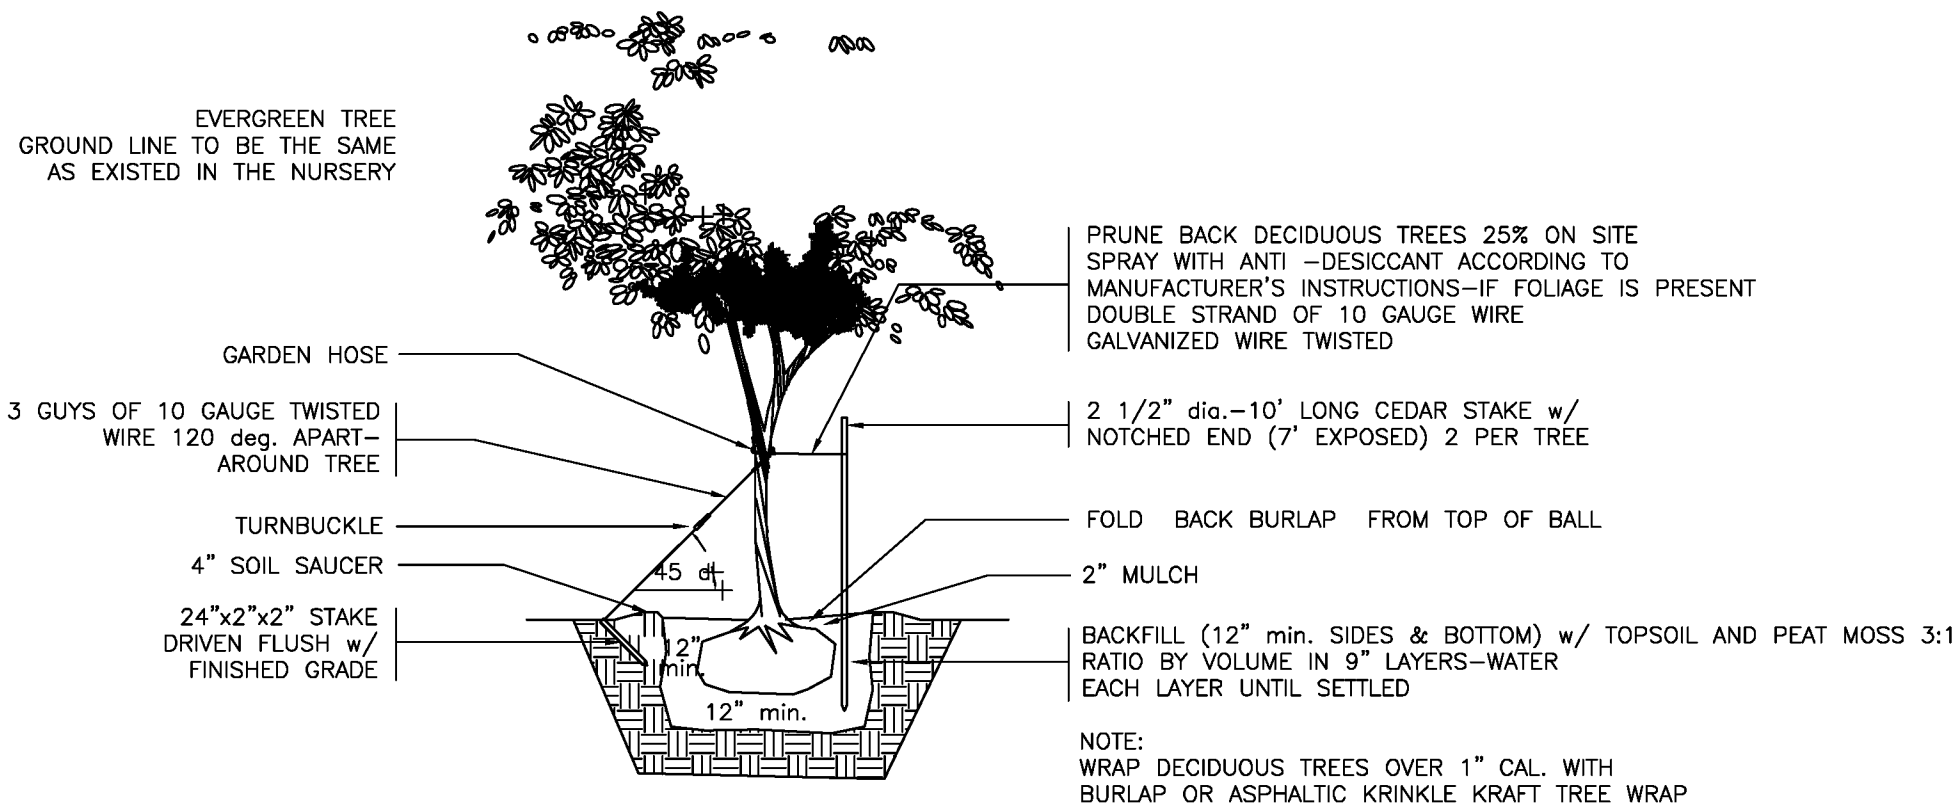 EVERGREEN TREE
GROUND LINE TO BE THE SAME
AS EXISTED IN THE NURSERY
GARDEN HOSE
3 GUYS OF 10 GAUGE TWISTED
WIRE 120 deg. APART-
AROUND TREE
TURNBUCKLE
4" SOIL SAUCER
24"x2"x2" STAKE
DRIVEN FLUSH w/
FINISHED GRADE
45 d
12"
min.
12" min.
PRUNE BACK DECIDUOUS TREES 25% ON SITE
SPRAY WITH ANTI -DESICCANT ACCORDING TO
MANUFACTURER'S INSTRUCTIONS-IF FOLIAGE IS PRESENT
DOUBLE STRAND OF 10 GAUGE WIRE
GALVANIZED WIRE TWISTED
2 1/2" dia.-10' LONG CEDAR STAKE w/
NOTCHED END (7' EXPOSED) 2 PER TREE
FOLD BACK BURLAP FROM TOP OF BALL
2" MULCH
BACKFILL (12" min. SIDES & BOTTOM) w/ TOPSOIL AND PEAT MOSS 3:1
RATIO BY VOLUME IN 9" LAYERS-WATER
EACH LAYER UNTIL SETTLED
NOTE:
WRAP DECIDUOUS TREES OVER 1" CAL. WITH
BURLAP OR ASPHALTIC KRINKLE KRAFT TREE WRAP